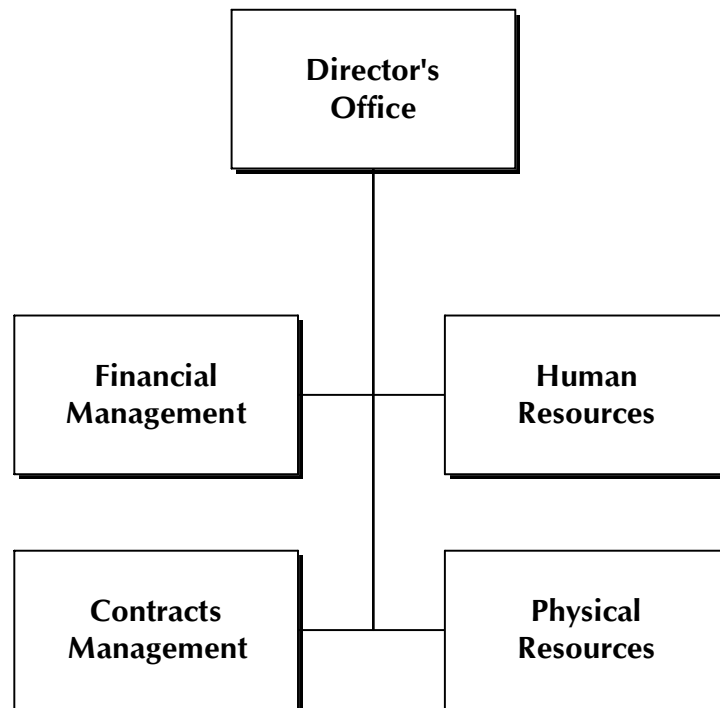 Director's
Office
Financial
Management
Human
Resources
Contracts
Management
Physical
Resources